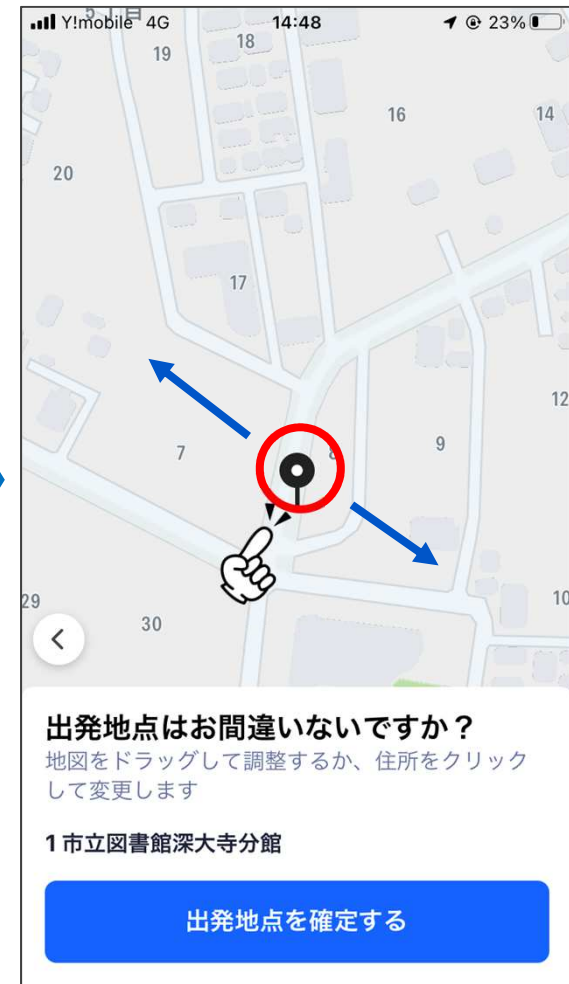 Y!mobile 4G 14:48 23%
5丁目
19
18
16
14
20
17
12
7
8
9
29
30
10
出発地点はお間違いないですか？
地図をドラッグして調整するか、住所をクリック
して変更します
1 市立図書館深大寺分館
出発地点を確定する